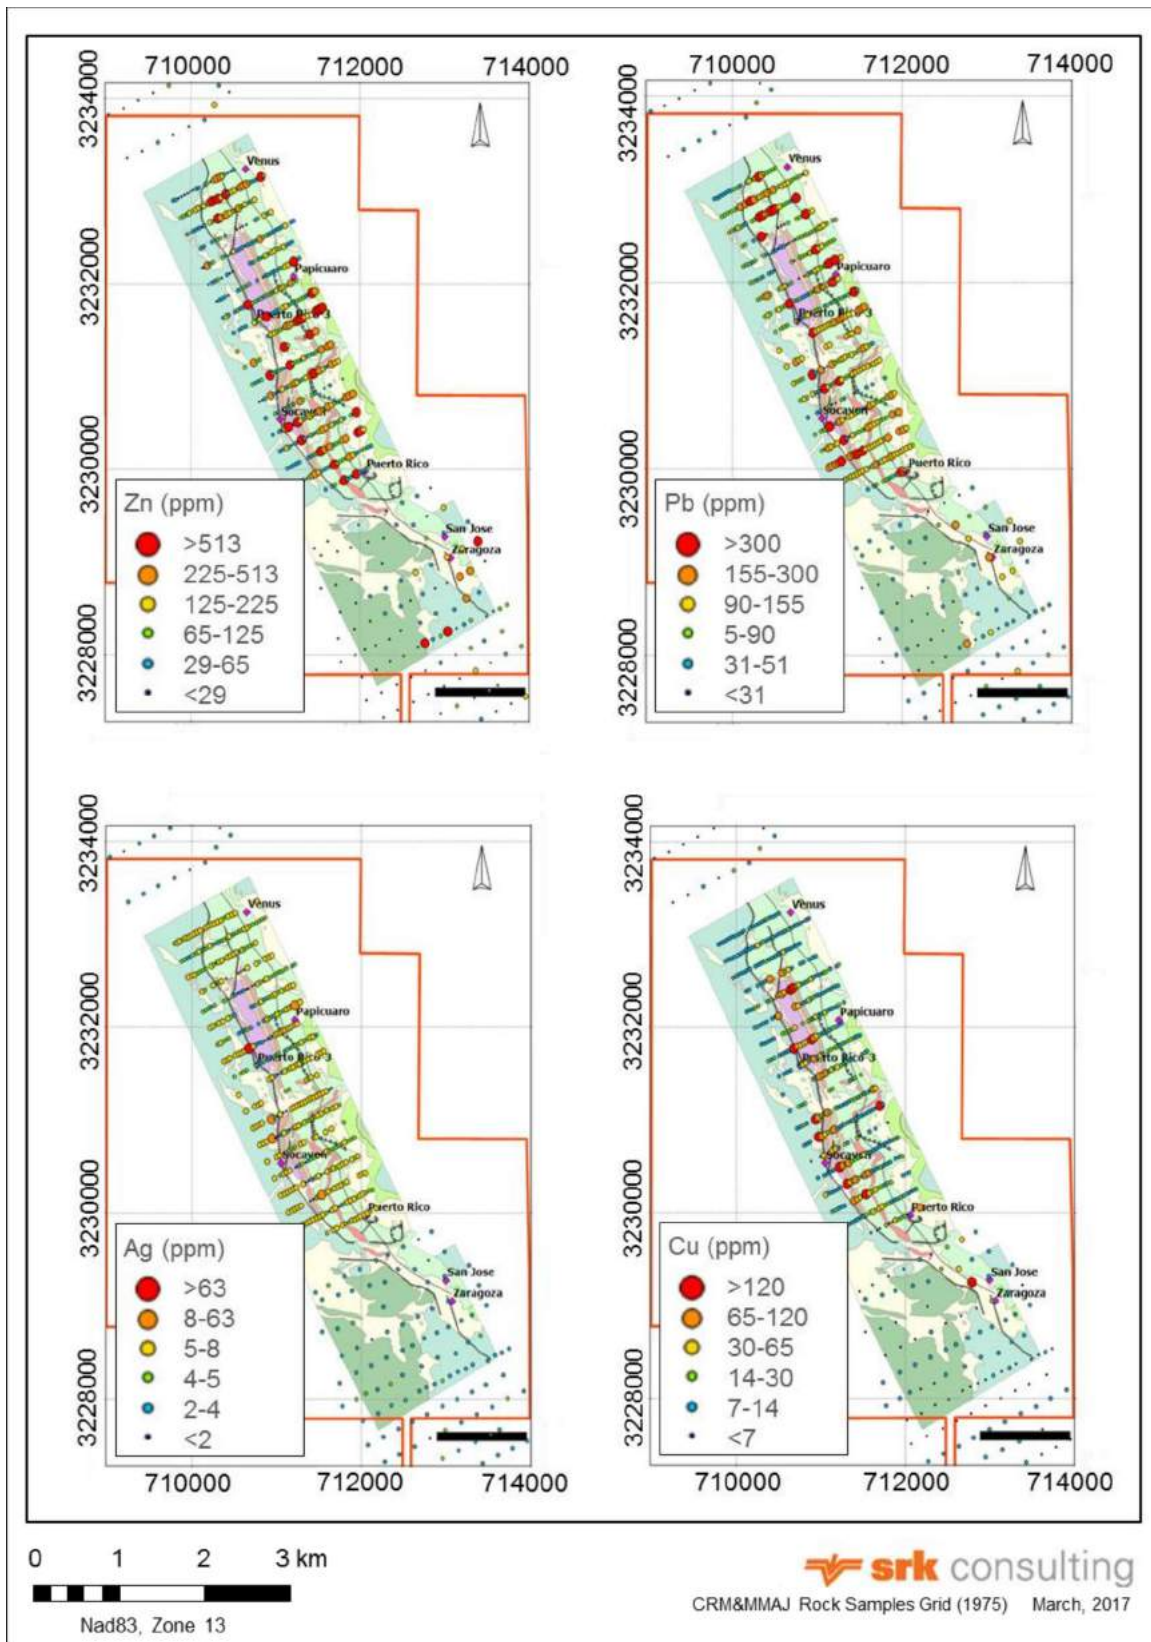 710000 712000 714000
710000 712000 714000
3234000
3232000
3230000
3228000
Venus
Papicuaro
Puerto Rico 3
Socavon
Puerto Rico
San Jose
Zaragoza
Zn (ppm)
>513
225-513
125-225
65-125
29-65
<29
3234000
3232000
3230000
3228000
Venus
Papicuaro
Puerto Rico 3
Socavon
Puerto Rico
San Jose
Zaragoza
Pb (ppm)
>300
155-300
90-155
5-90
31-51
<31
3234000
3232000
3230000
3228000
Venus
Papicuaro
Puerto Rico 3
Socavon
Puerto Rico
San Jose
Zaragoza
Ag (ppm)
>63
8-63
5-8
4-5
2-4
<2
710000 712000 714000
3234000
3232000
3230000
3228000
Venus
Papicuaro
Puerto Rico 3
Socavon
Puerto Rico
San Jose
Zaragoza
Cu (ppm)
>120
65-120
30-65
14-30
7-14
<7
710000 712000 714000
0 1 2 3 km
Nad83, Zone 13
srk consulting
CRM&MMAJ Rock Samples Grid (1975) March, 2017